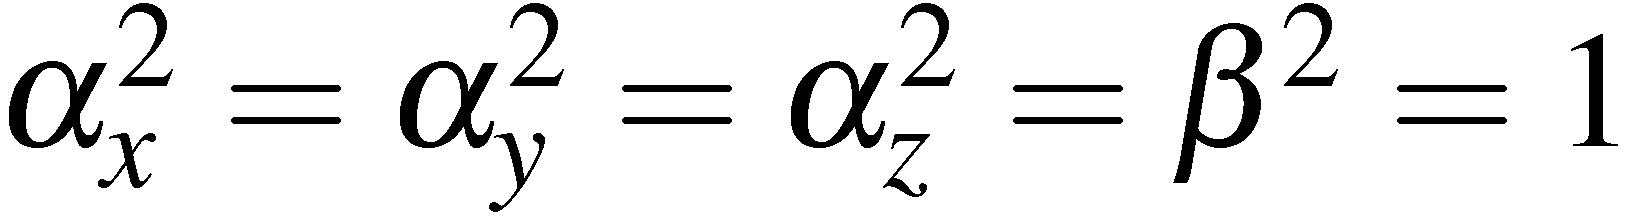 α_x^2 = α_y^2 = α_z^2 = β^2 = 1